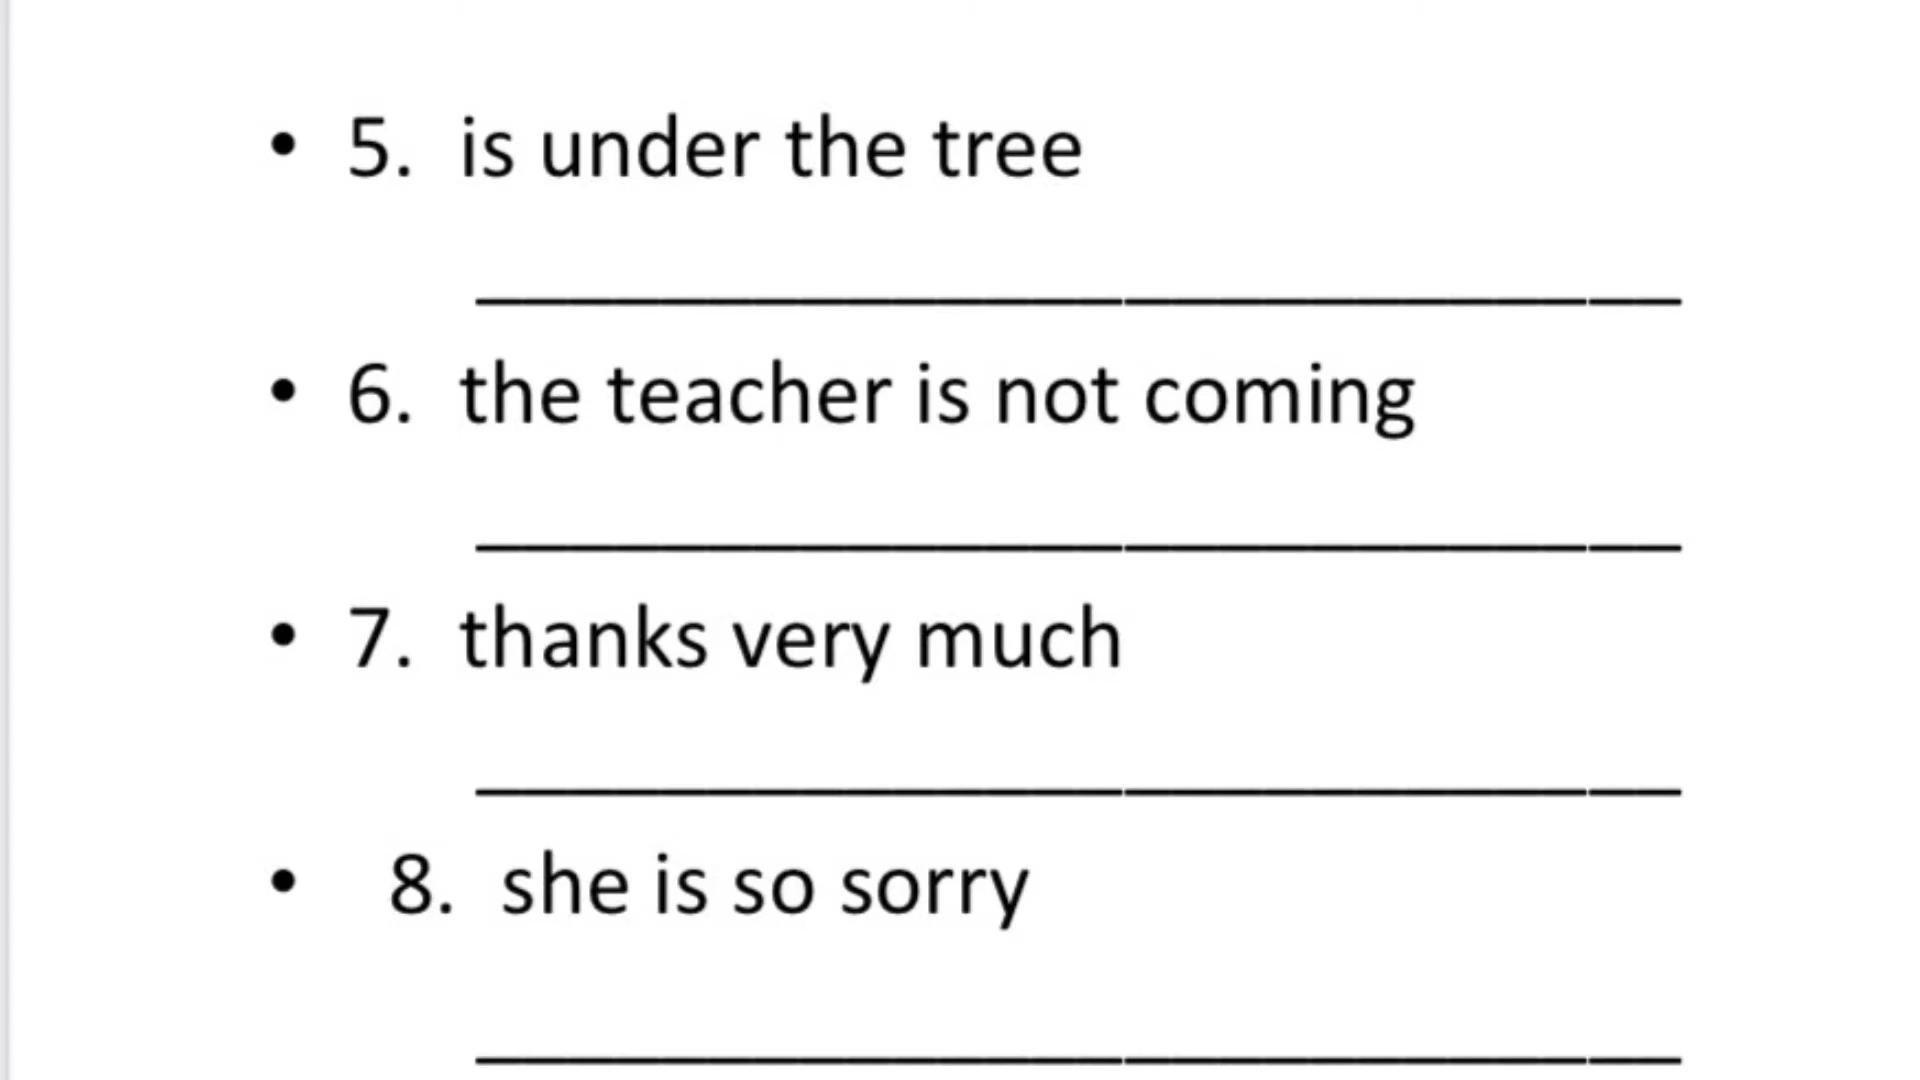 • 5. is under the tree
• 6. the teacher is not coming
• 7. thanks very much
• 8. she is so sorry